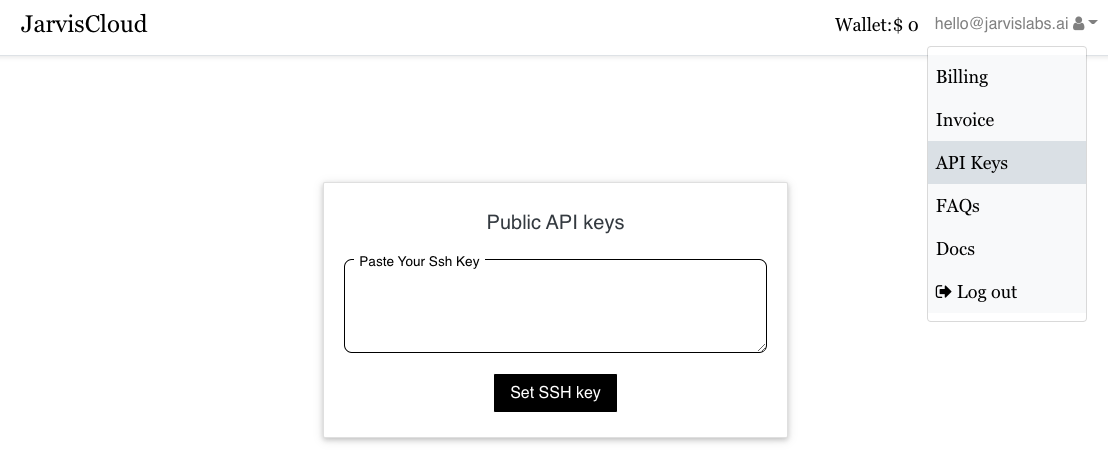 JarvisCloud
Wallet:$ 0 hello@jarvislabs.ai
Billing
Invoice
API Keys
FAQs
Docs
Log out
Public API keys
Paste Your Ssh Key
Set SSH key